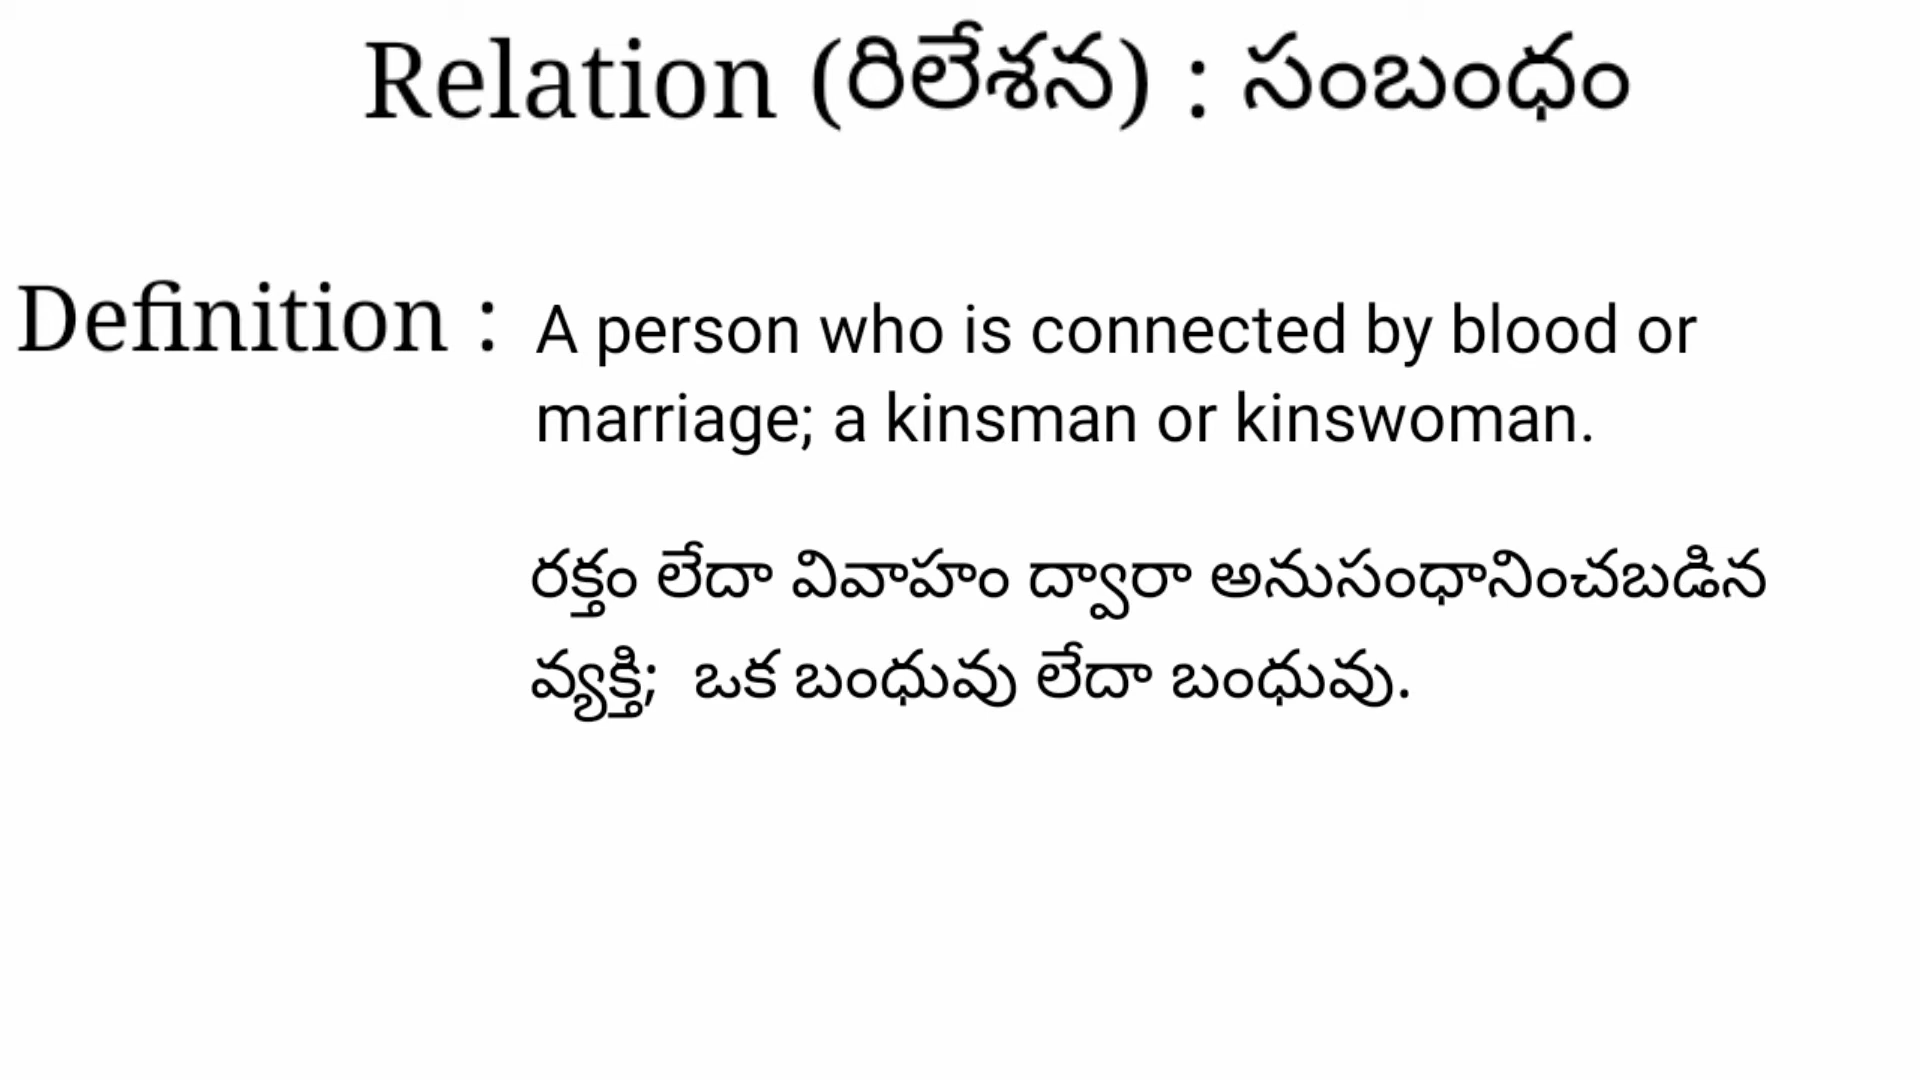 Relation (రిలేశన) : సంబంధం
Definition : A person who is connected by blood or
marriage; a kinsman or kinswoman.
రక్తం లేదా వివాహం ద్వారా అనుసంధానించబడిన
వ్యక్తి; ఒక బంధువు లేదా బంధువు.